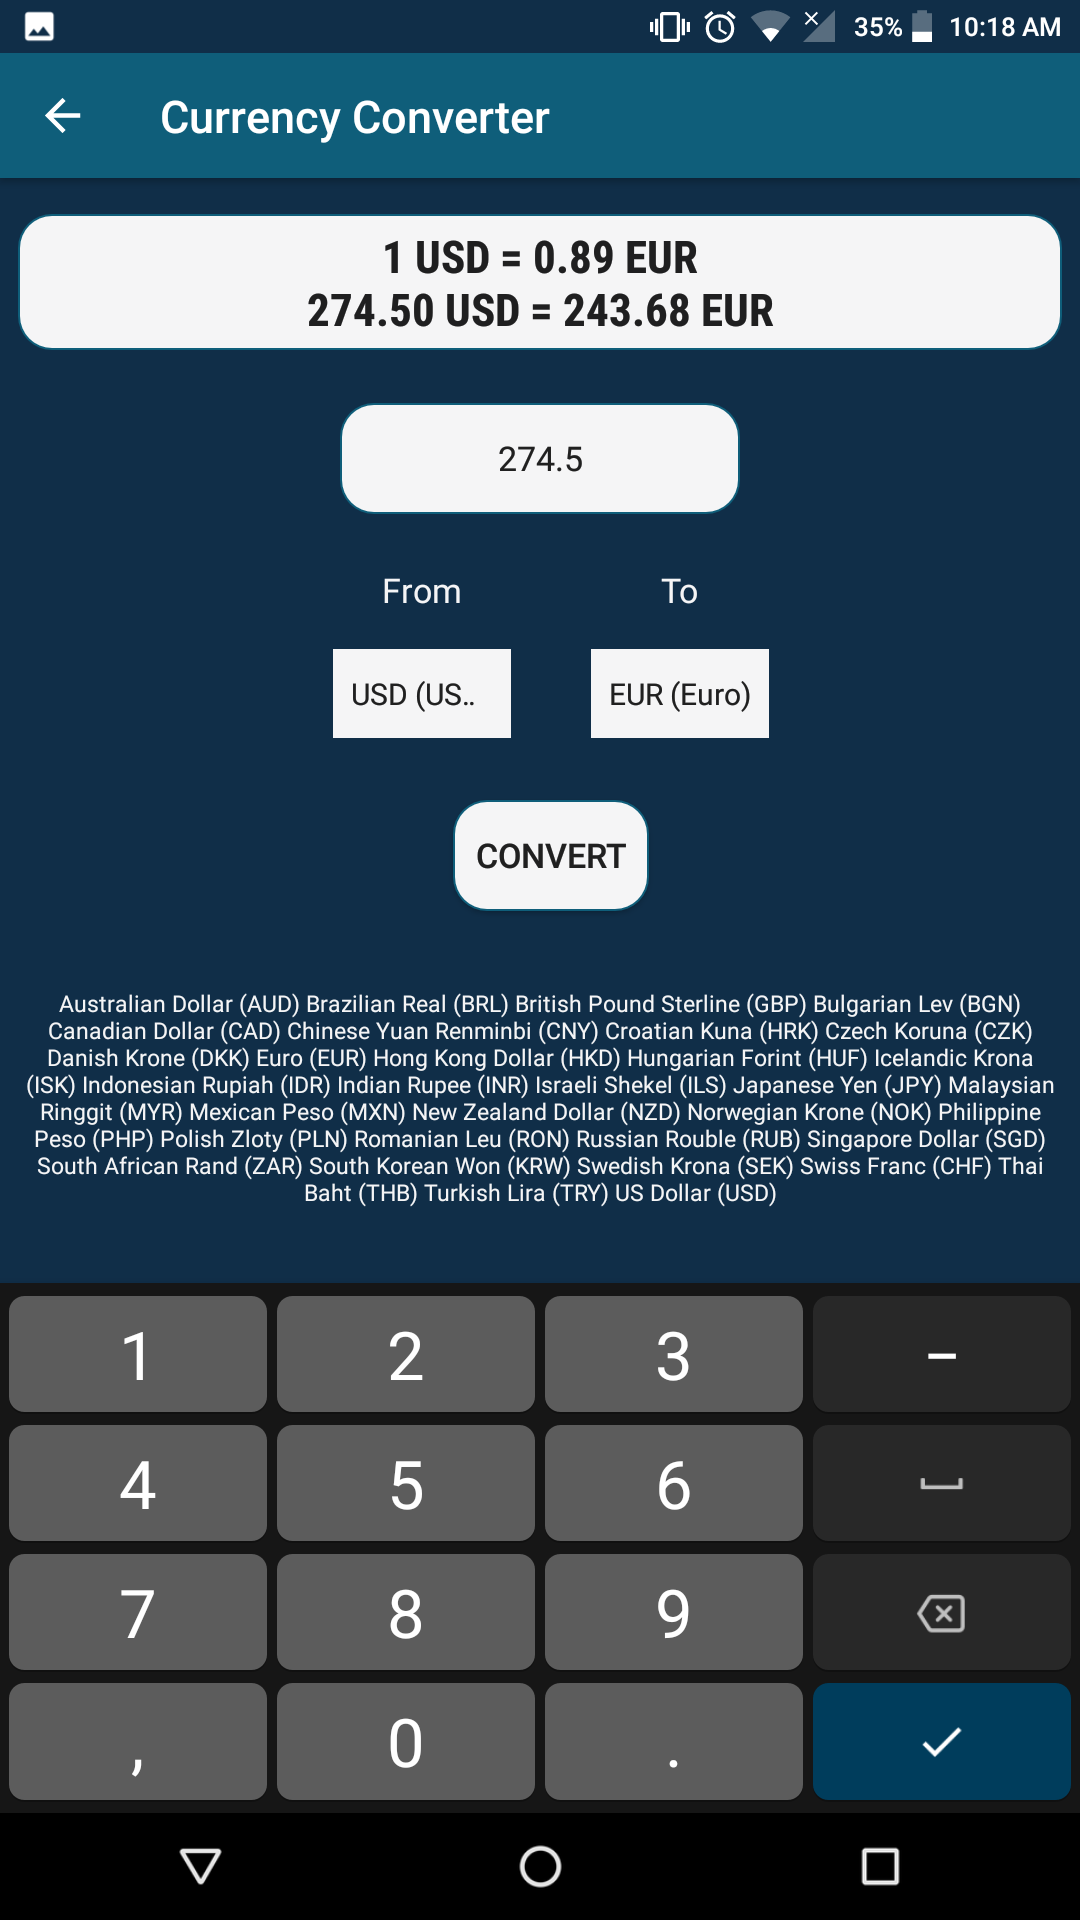 35% 10:18 AM
Currency Converter
1 USD = 0.89 EUR
274.50 USD = 243.68 EUR
274.5
From To
USD (US.. EUR (Euro)
CONVERT
Australian Dollar (AUD) Brazilian Real (BRL) British Pound Sterline (GBP) Bulgarian Lev (BGN)
Canadian Dollar (CAD) Chinese Yuan Renminbi (CNY) Croatian Kuna (HRK) Czech Koruna (CZK)
Danish Krone (DKK) Euro (EUR) Hong Kong Dollar (HKD) Hungarian Forint (HUF) Icelandic Krona
(ISK) Indonesian Rupiah (IDR) Indian Rupee (INR) Israeli Shekel (ILS) Japanese Yen (JPY) Malaysian
Ringgit (MYR) Mexican Peso (MXN) New Zealand Dollar (NZD) Norwegian Krone (NOK) Philippine
Peso (PHP) Polish Zloty (PLN) Romanian Leu (RON) Russian Rouble (RUB) Singapore Dollar (SGD)
South African Rand (ZAR) South Korean Won (KRW) Swedish Krona (SEK) Swiss Franc (CHF) Thai
Baht (THB) Turkish Lira (TRY) US Dollar (USD)
1 2 3 –
4 5 6
7 8 9
, 0 .